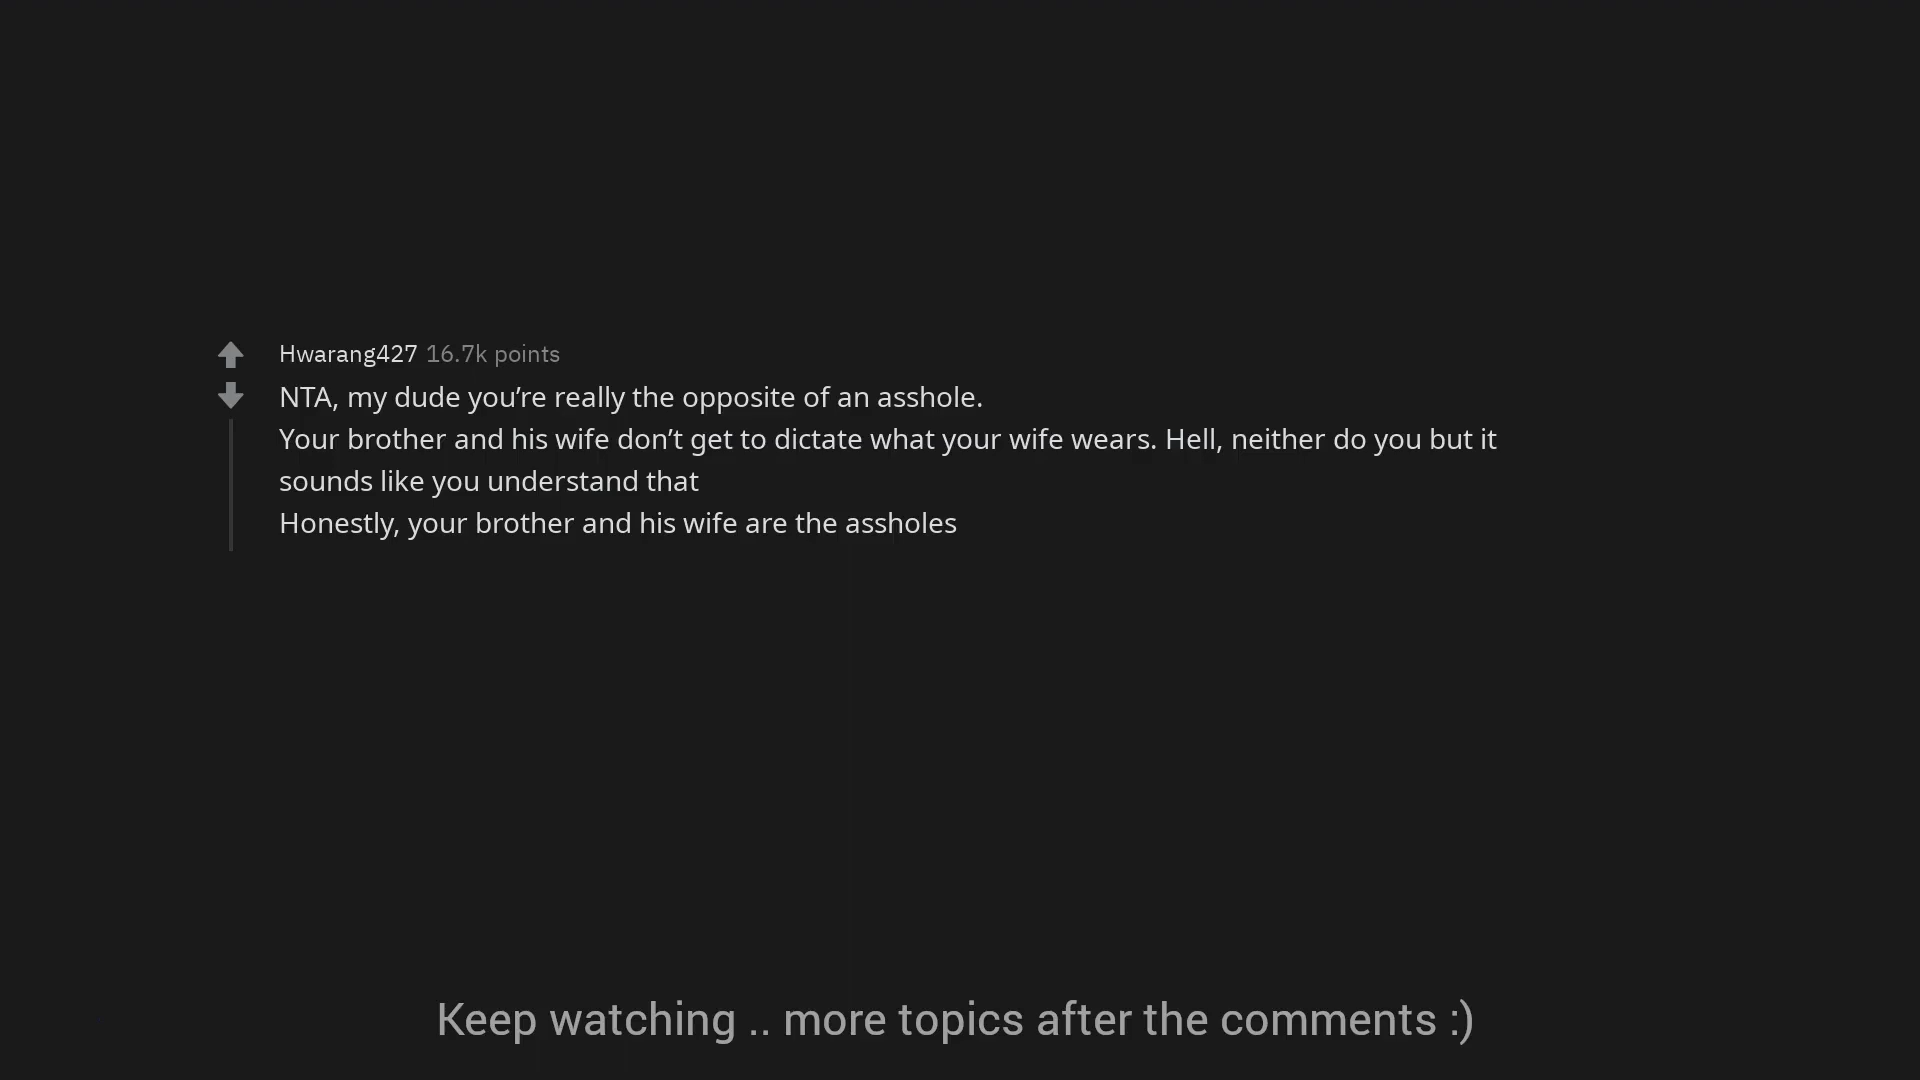 Hwarang427 16.7k points
NTA, my dude you’re really the opposite of an asshole.
Your brother and his wife don’t get to dictate what your wife wears. Hell, neither do you but it
sounds like you understand that
Honestly, your brother and his wife are the assholes
Keep watching .. more topics after the comments :)